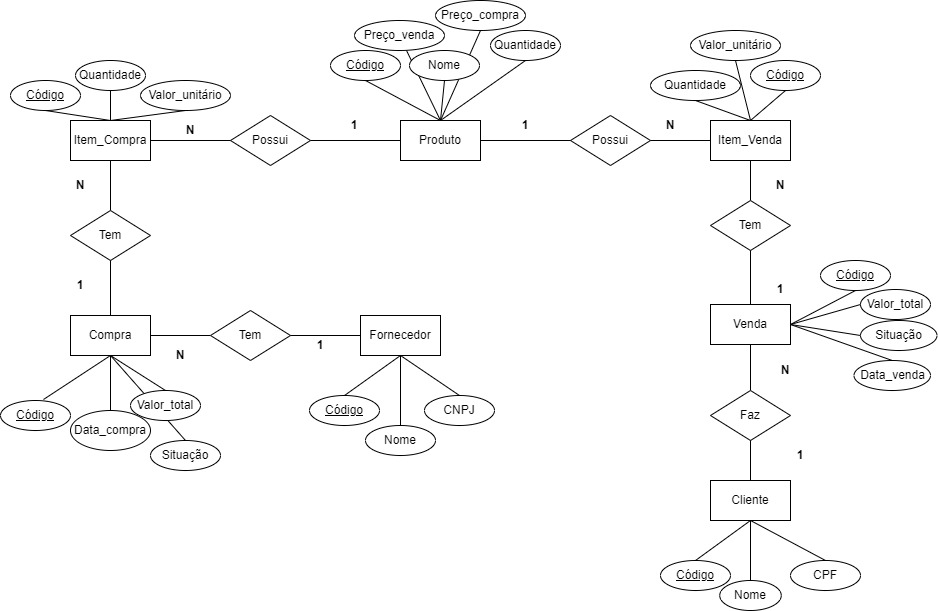 Preço_compra
Preço_venda
Quantidade
Código
Nome
Valor_unitário
Quantidade
Código
Quantidade
Código
Valor_unitário
Item_Compra
N
Possui
1
Produto
1
Possui
N
Item_Venda
N
Tem
1
N
Tem
1
Compra
N
Tem
1
Fornecedor
Venda
Código
Valor_total
Situação
Data_venda
Código
Data_compra
Valor_total
Situação
Código
Nome
CNPJ
N
Faz
1
Cliente
Código
Nome
CPF